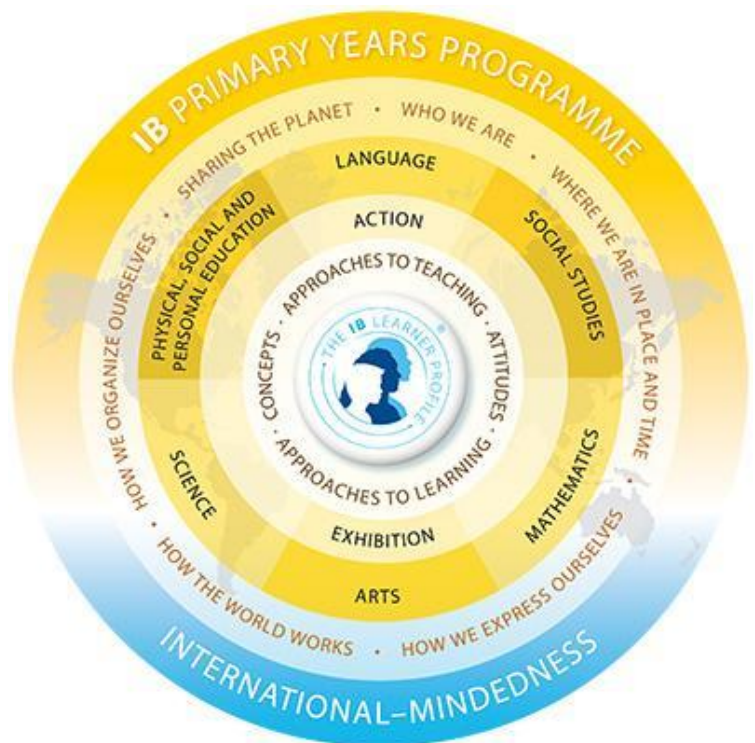 IB PRIMARY YEARS PROGRAMME
SHARING THE PLANET • WHO WE ARE • WHERE WE ARE IN PLACE AND TIME • HOW WE EXPRESS OURSELVES • HOW THE WORLD WORKS • HOW WE ORGANIZE OURSELVES •
LANGUAGE
SOCIAL STUDIES
MATHEMATICS
ARTS
SCIENCE
PHYSICAL, SOCIAL AND
PERSONAL EDUCATION
ACTION
EXHIBITION
APPROACHES TO TEACHING • ATTITUDES • APPROACHES TO LEARNING • CONCEPTS •
THE IB LEARNER PROFILE ®
INTERNATIONAL–MINDEDNESS